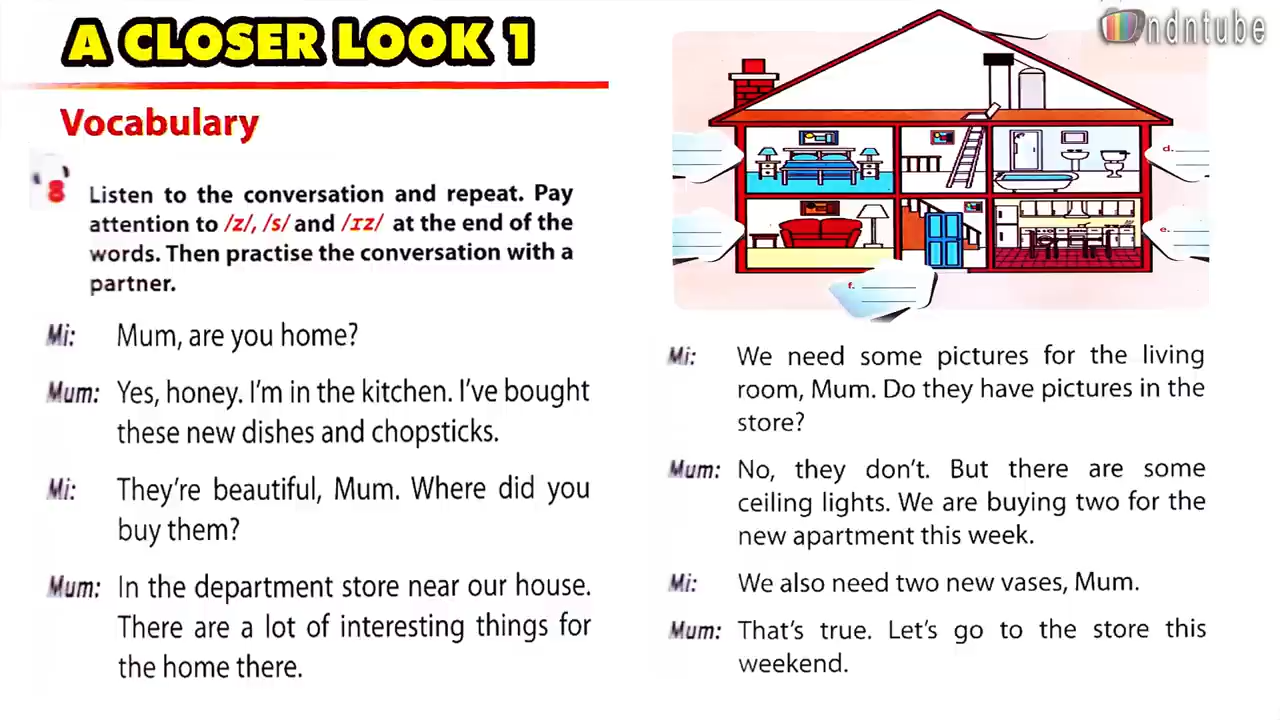 A CLOSER LOOK 1
ndntube
Vocabulary
8
Listen to the conversation and repeat. Pay
attention to /z/, /s/ and /ɪz/ at the end of the
words. Then practise the conversation with a
partner.
Mi: Mum, are you home?
Mum: Yes, honey. I'm in the kitchen. I've bought
these new dishes and chopsticks.
Mi: They're beautiful, Mum. Where did you
buy them?
Mum: In the department store near our house.
There are a lot of interesting things for
the home there.
d.
e.
f.
Mi: We need some pictures for the living
room, Mum. Do they have pictures in the
store?
Mum: No, they don't. But there are some
ceiling lights. We are buying two for the
new apartment this week.
Mi: We also need two new vases, Mum.
Mum: That's true. Let's go to the store this
weekend.